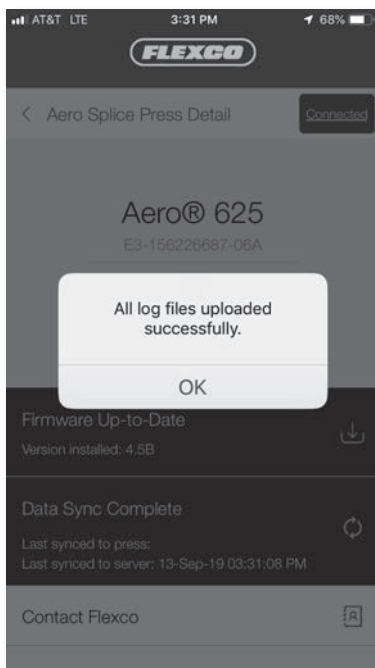 AT&T LTE 3:31 PM 68%
FLEXCO
Aero Splice Press Detail Connected
Aero® 625
E3-156226687-06A
All log files uploaded
successfully.
OK
Firmware Up-to-Date
Version installed: 4.5B
Data Sync Complete
Last synced to press:
Last synced to server: 13-Sep-19 03:31:08 PM
Contact Flexco